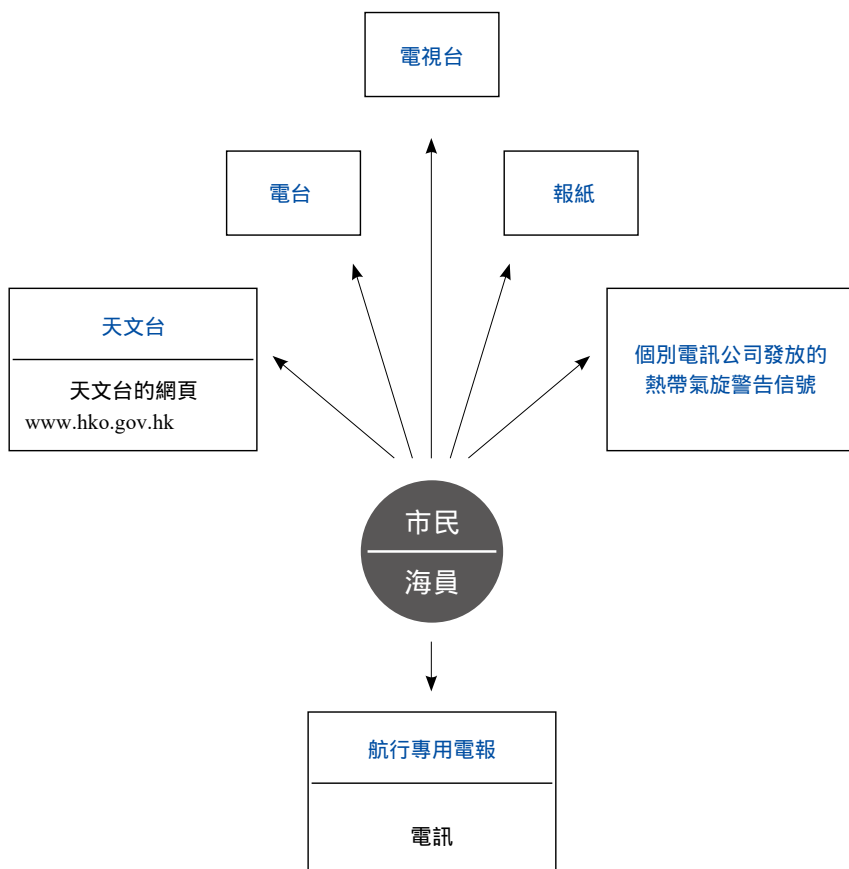 電視台
電台
報紙
天文台
天文台的網頁
www.hko.gov.hk
個別電訊公司發放的
熱帶氣旋警告信號
市民
海員
航行專用電報
電訊